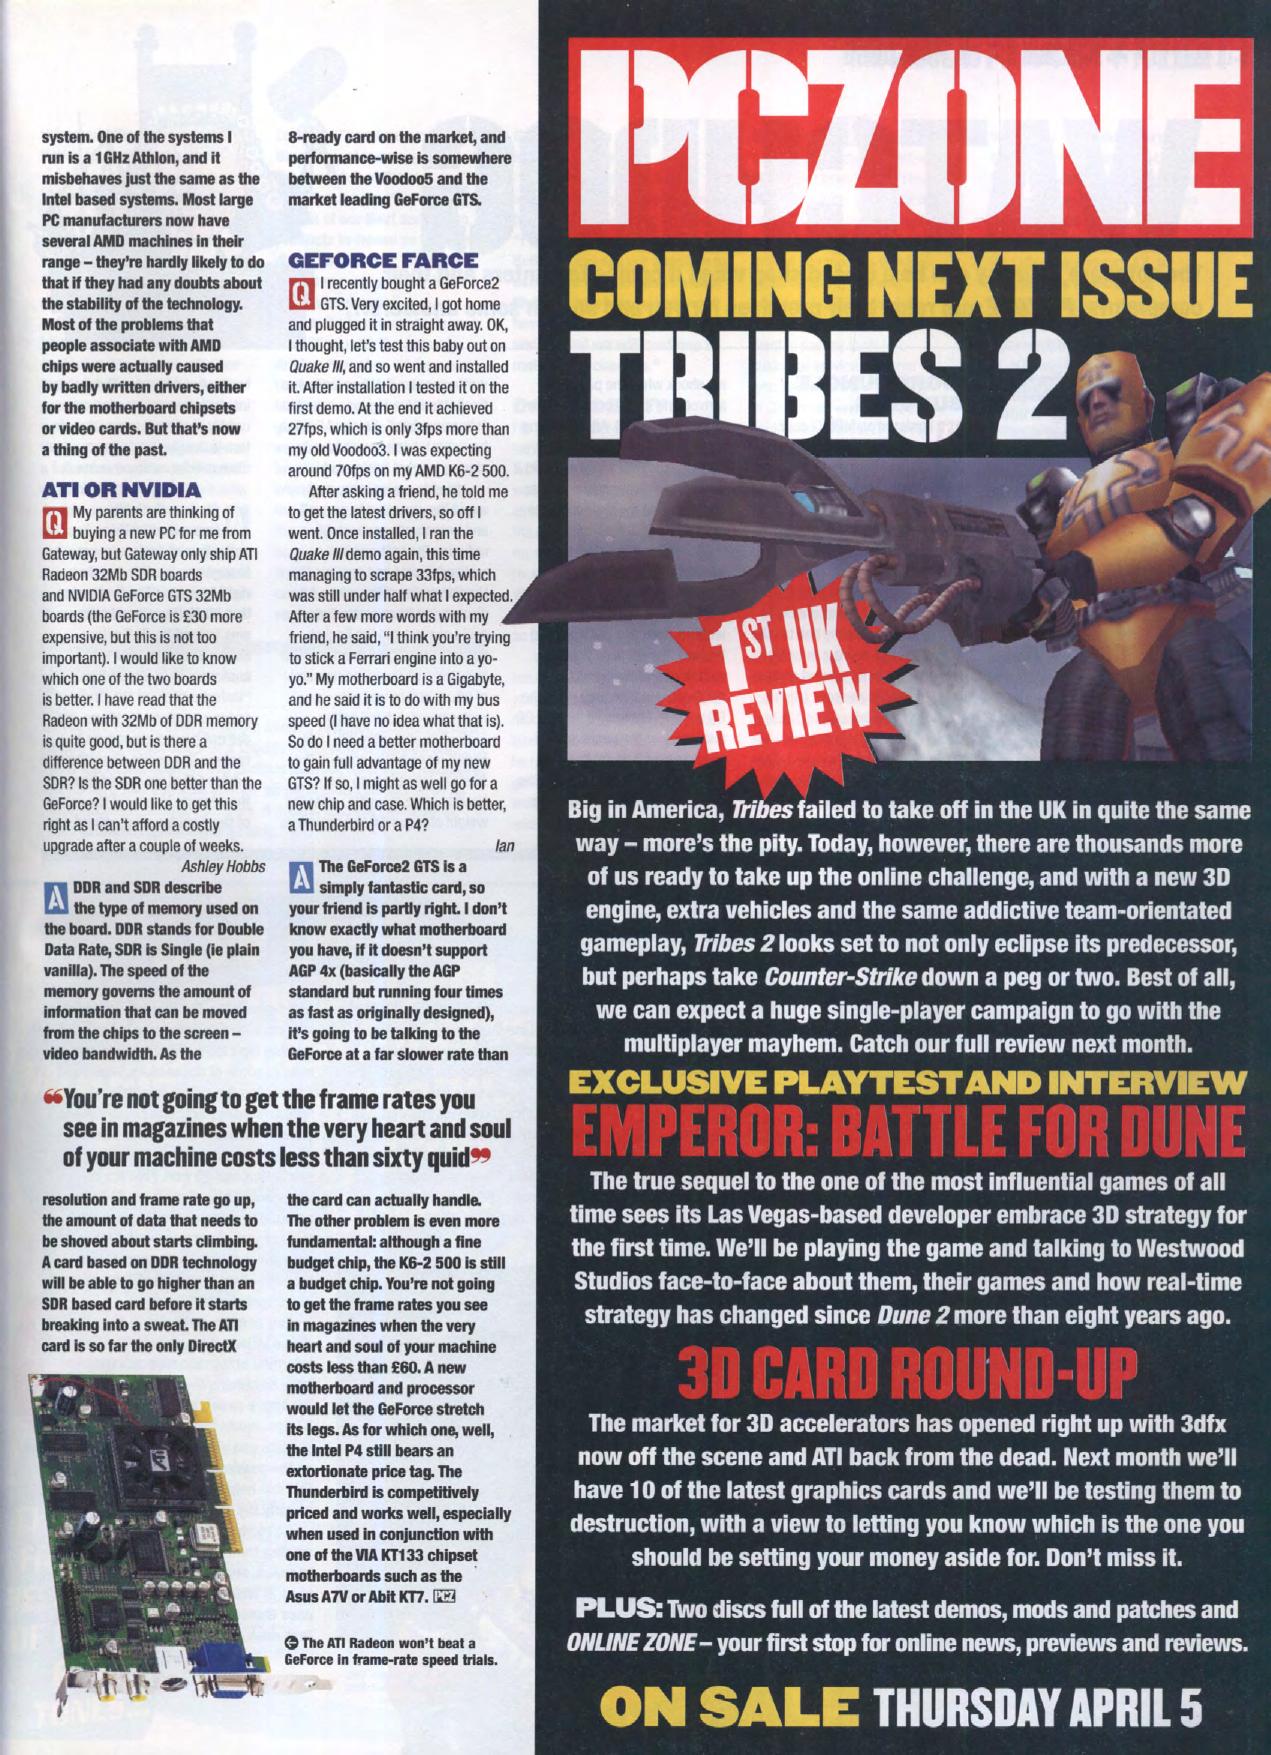 system. One of the systems I
run is a 1GHz Athlon, and it
misbehaves just the same as the
Intel based systems. Most large
PC manufacturers now have
several AMD machines in their
range – they're hardly likely to do
that if they had any doubts about
the stability of the technology.
Most of the problems that
people associate with AMD
chips were actually caused
by badly written drivers, either
for the motherboard chipsets
or video cards. But that's now
a thing of the past.
ATI OR NVIDIA
Q My parents are thinking of
buying a new PC for me from
Gateway, but Gateway only ship ATI
Radeon 32Mb SDR boards
and NVIDIA GeForce GTS 32Mb
boards (the GeForce is £30 more
expensive, but this is not too
important). I would like to know
which one of the two boards
is better. I have read that the
Radeon with 32Mb of DDR memory
is quite good, but is there a
difference between DDR and the
SDR? Is the SDR one better than the
GeForce? I would like to get this
right as I can't afford a costly
upgrade after a couple of weeks.
Ashley Hobbs
A DDR and SDR describe
the type of memory used on
the board. DDR stands for Double
Data Rate, SDR is Single (ie plain
vanilla). The speed of the
memory governs the amount of
information that can be moved
from the chips to the screen –
video bandwidth. As the
resolution and frame rate go up,
the amount of data that needs to
be shoved about starts climbing.
A card based on DDR technology
will be able to go higher than an
SDR based card before it starts
breaking into a sweat. The ATI
card is so far the only DirectX
8-ready card on the market, and
performance-wise is somewhere
between the Voodoo5 and the
market leading GeForce GTS.
GEFORCE FARCE
Q I recently bought a GeForce2
GTS. Very excited, I got home
and plugged it in straight away. OK,
I thought, let's test this baby out on
Quake III, and so went and installed
it. After installation I tested it on the
first demo. At the end it achieved
27fps, which is only 3fps more than
my old Voodoo3. I was expecting
around 70fps on my AMD K6-2 500.
After asking a friend, he told me
to get the latest drivers, so off I
went. Once installed, I ran the
Quake III demo again, this time
managing to scrape 33fps, which
was still under half what I expected.
After a few more words with my
friend, he said, "I think you're trying
to stick a Ferrari engine into a yo-
yo." My motherboard is a Gigabyte,
and he said it is to do with my bus
speed (I have no idea what that is).
So do I need a better motherboard
to gain full advantage of my new
GTS? If so, I might as well go for a
new chip and case. Which is better,
a Thunderbird or a P4?
Ian
A The GeForce2 GTS is a
simply fantastic card, so
your friend is partly right. I don't
know exactly what motherboard
you have, if it doesn't support
AGP 4x (basically the AGP
standard but running four times
as fast as originally designed),
it's going to be talking to the
GeForce at a far slower rate than
the card can actually handle.
The other problem is even more
fundamental: although a fine
budget chip, the K6-2 500 is still
a budget chip. You're not going
to get the frame rates you see
in magazines when the very
heart and soul of your machine
costs less than £60. A new
motherboard and processor
would let the GeForce stretch
its legs. As for which one, well,
the Intel P4 still bears an
extortionate price tag. The
Thunderbird is competitively
priced and works well, especially
when used in conjunction with
one of the VIA KT133 chipset
motherboards such as the
Asus A7V or Abit KT7. PCZ
“You're not going to get the frame rates you
see in magazines when the very heart and soul
of your machine costs less than sixty quid”
ATI
The ATI Radeon won't beat a
GeForce in frame-rate speed trials.
PCZONE
COMING NEXT ISSUE
TRIBES 2
1ST UK
REVIEW
Big in America, Tribes failed to take off in the UK in quite the same
way – more's the pity. Today, however, there are thousands more
of us ready to take up the online challenge, and with a new 3D
engine, extra vehicles and the same addictive team-orientated
gameplay, Tribes 2 looks set to not only eclipse its predecessor,
but perhaps take Counter-Strike down a peg or two. Best of all,
we can expect a huge single-player campaign to go with the
multiplayer mayhem. Catch our full review next month.
EXCLUSIVE PLAYTEST AND INTERVIEW
EMPEROR: BATTLE FOR DUNE
The true sequel to the one of the most influential games of all
time sees its Las Vegas-based developer embrace 3D strategy for
the first time. We'll be playing the game and talking to Westwood
Studios face-to-face about them, their games and how real-time
strategy has changed since Dune 2 more than eight years ago.
3D CARD ROUND-UP
The market for 3D accelerators has opened right up with 3dfx
now off the scene and ATI back from the dead. Next month we'll
have 10 of the latest graphics cards and we'll be testing them to
destruction, with a view to letting you know which is the one you
should be setting your money aside for. Don't miss it.
PLUS: Two discs full of the latest demos, mods and patches and
ONLINE ZONE – your first stop for online news, previews and reviews.
ON SALE THURSDAY APRIL 5